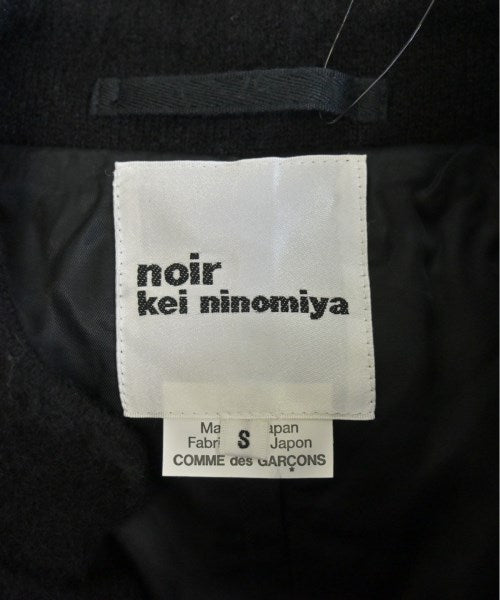 noir
kei ninomiya
Ma S apan
Fabri Japon
COMME des GARÇONS